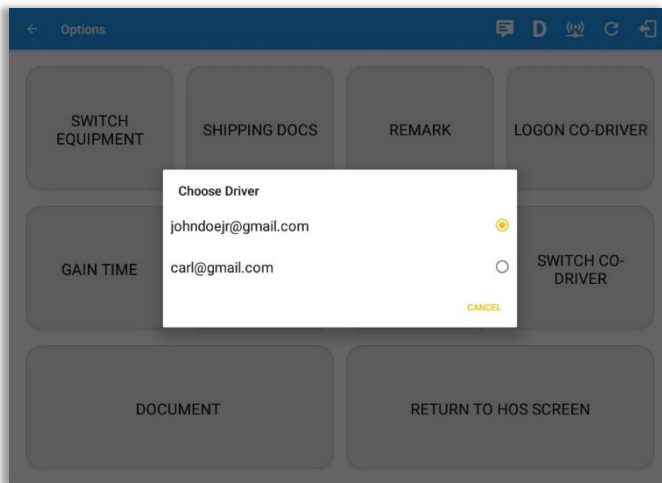 Options
D
SWITCH
EQUIPMENT
SHIPPING DOCS
REMARK
LOGON CO-DRIVER
Choose Driver
johndoejr@gmail.com
carl@gmail.com
CANCEL
GAIN TIME
SWITCH CO-
DRIVER
DOCUMENT
RETURN TO HOS SCREEN